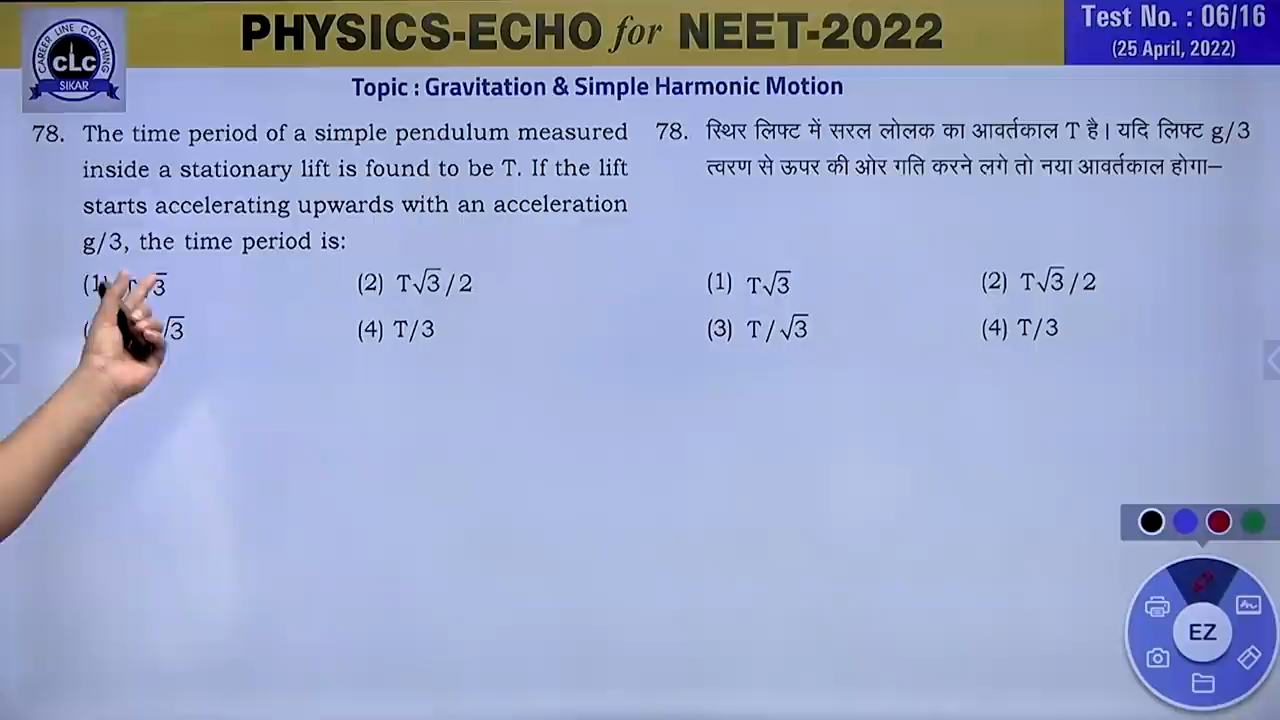 PHYSICS-ECHO for NEET-2022
Test No. : 06/16
(25 April, 2022)
CAREER LINE COACHING
CLC
SIKAR
Topic : Gravitation & Simple Harmonic Motion
78. The time period of a simple pendulum measured
inside a stationary lift is found to be T. If the lift
starts accelerating upwards with an acceleration
g/3, the time period is:
(1) T√3 (2) T√3/2
√3 (4) T/3
78. स्थिर लिफ्ट में सरल लोलक का आवर्तकाल T है। यदि लिफ्ट g/3
त्वरण से ऊपर की ओर गति करने लगे तो नया आवर्तकाल होगा–
(1) T√3 (2) T√3/2
(3) T/√3 (4) T/3
EZ